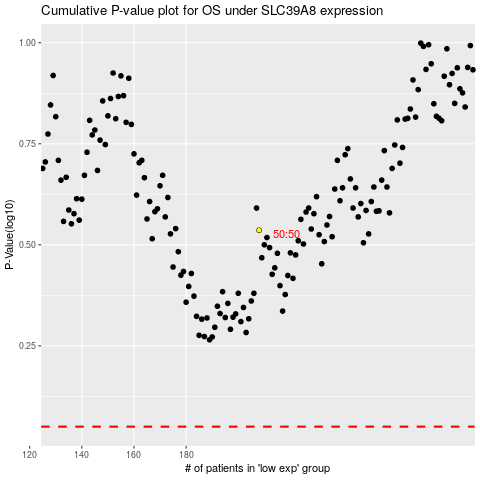 Cumulative P-value plot for OS under SLC39A8 expression
P-Value(log10)
1.00
0.75
0.50
0.25
50:50
120 140 160 180
# of patients in 'low exp' group